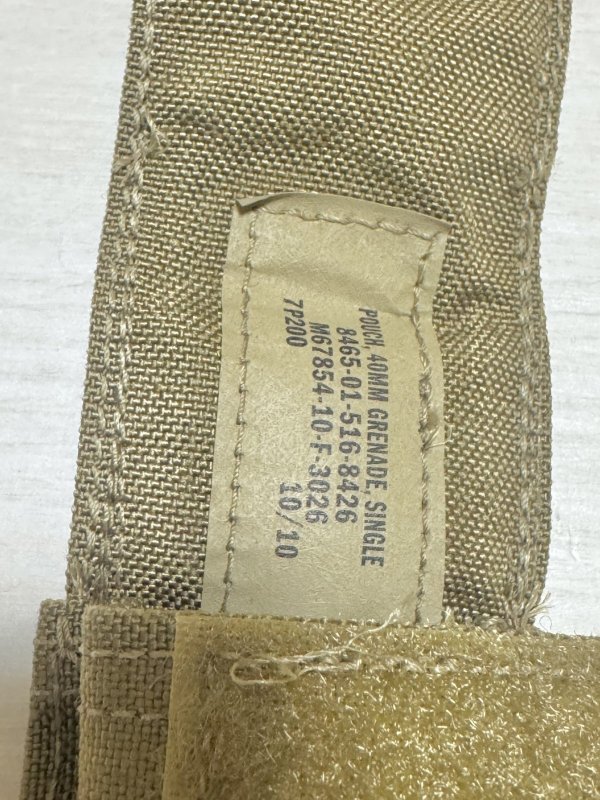 POUCH, 40MM GRENADE, SINGLE
8465-01-516-8426
M67854-10-F-3026
7P200 10/10